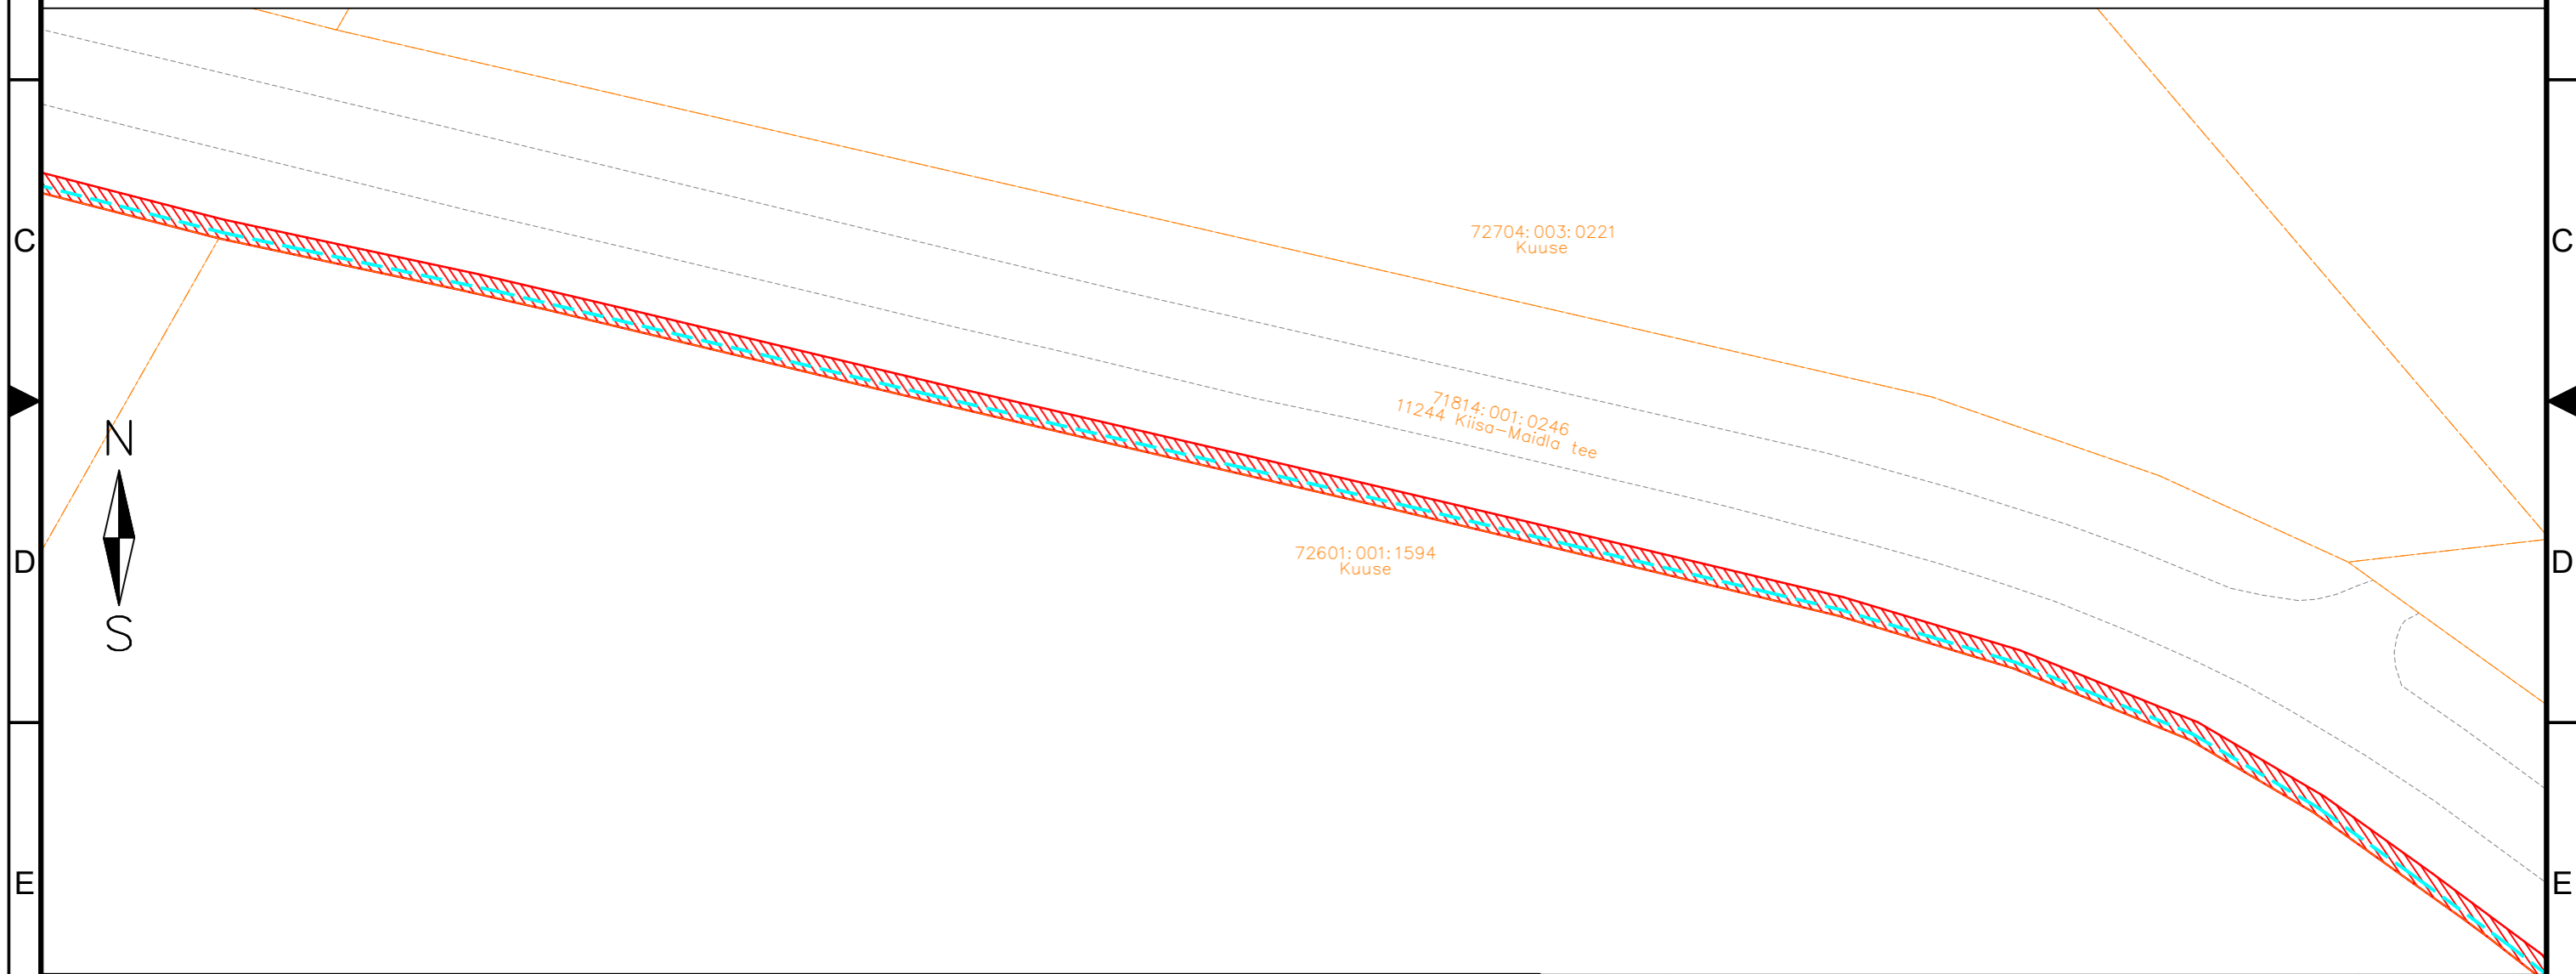 C
C
72704:003:0221
Kuuse
71814:001:0246
11244 Kiisa-Maidla tee
N
72601:001:1594
Kuuse
D
D
S
E
E